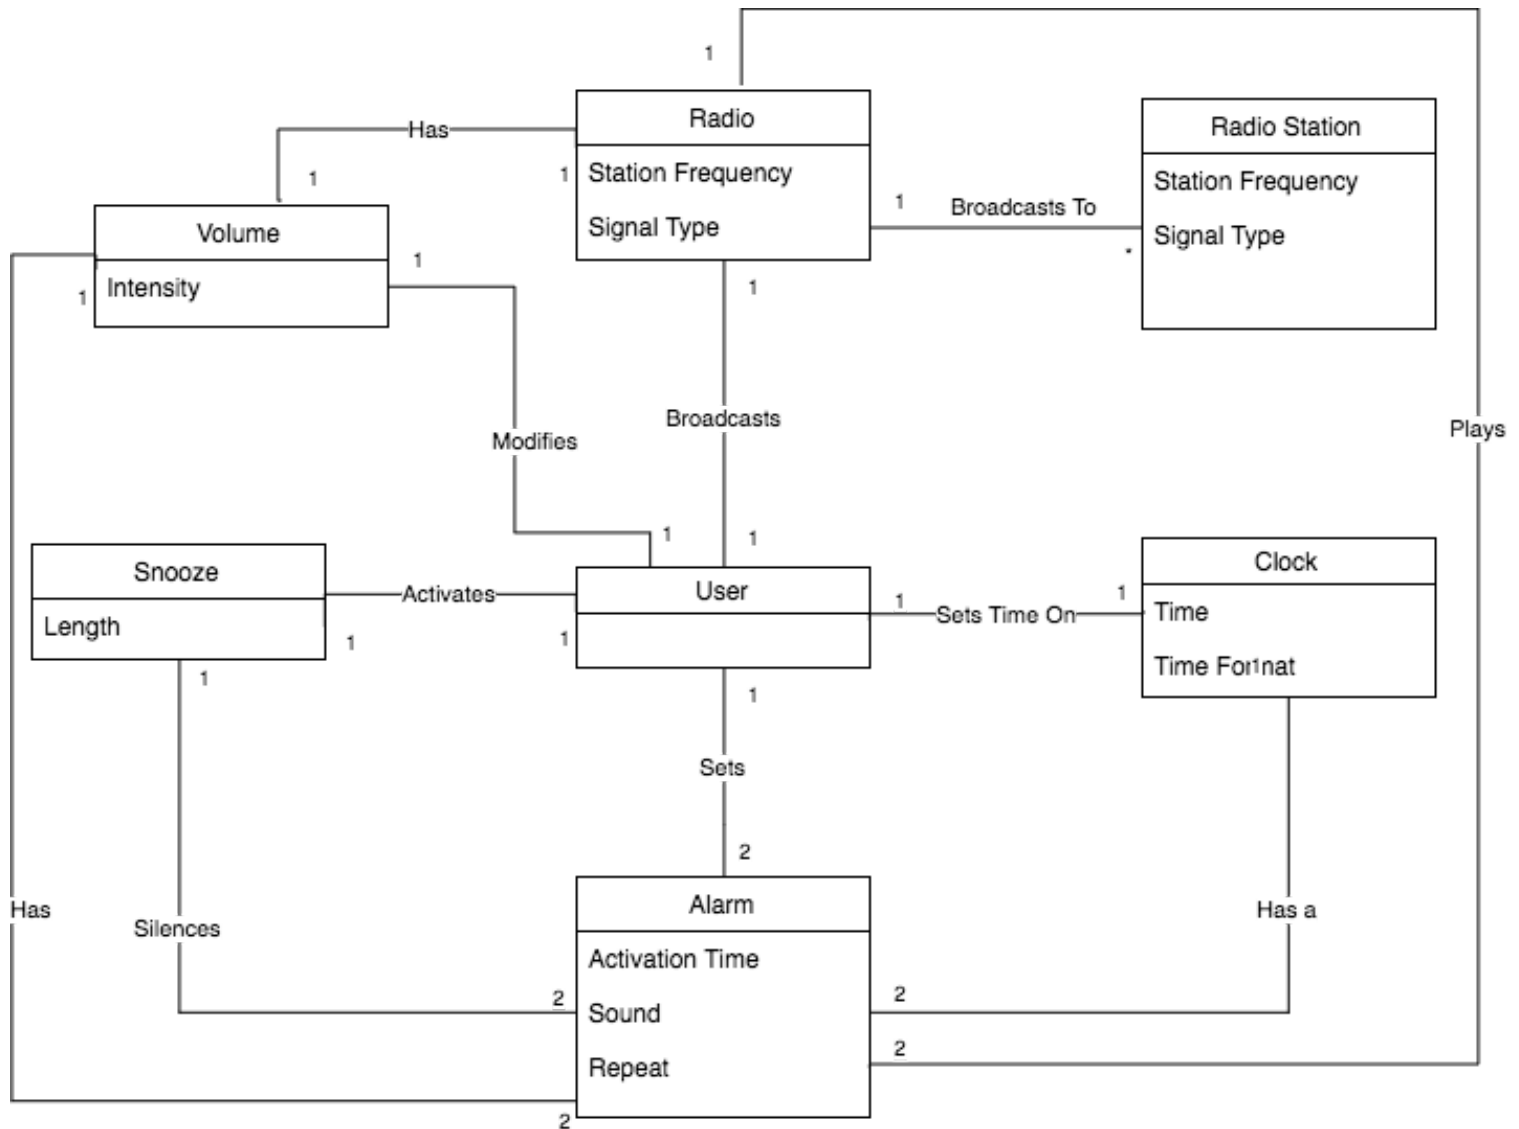 1
Radio
Station Frequency
Signal Type
Radio Station
Station Frequency
Signal Type
Has
1
1
1
Broadcasts To
*
Volume
Intensity
1
1
1
Modifies
Broadcasts
Plays
1
1
Snooze
Length
Activates
User
1
Sets Time On
1
Clock
Time
Time For1nat
1
1
1
1
Sets
Has
Silences
2
Has a
Alarm
Activation Time
Sound
Repeat
2
2
2
2